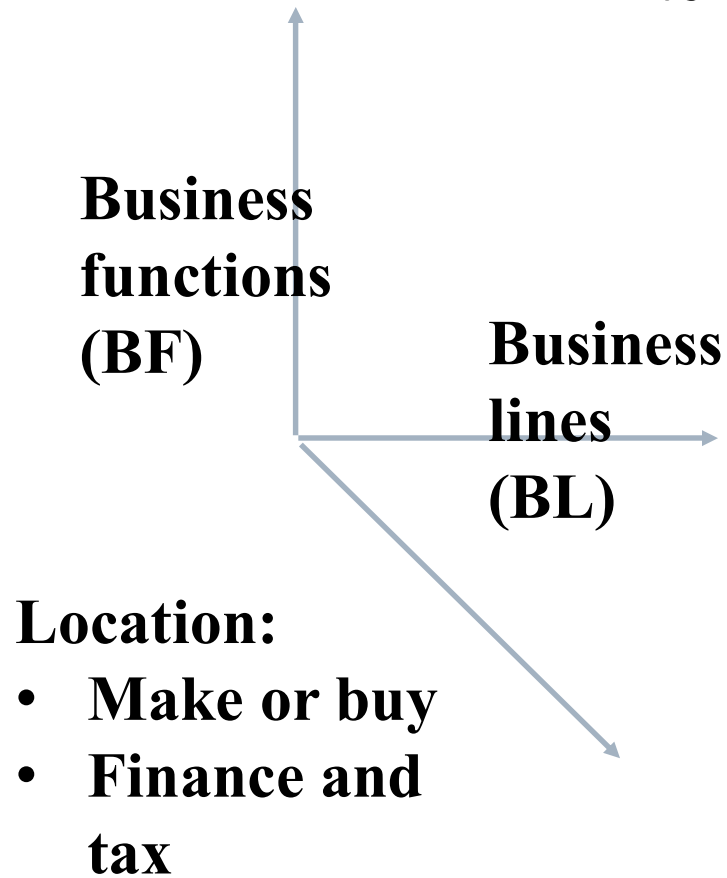 Business
functions
(BF)
Business
lines
(BL)
Location:
• Make or buy
• Finance and
tax